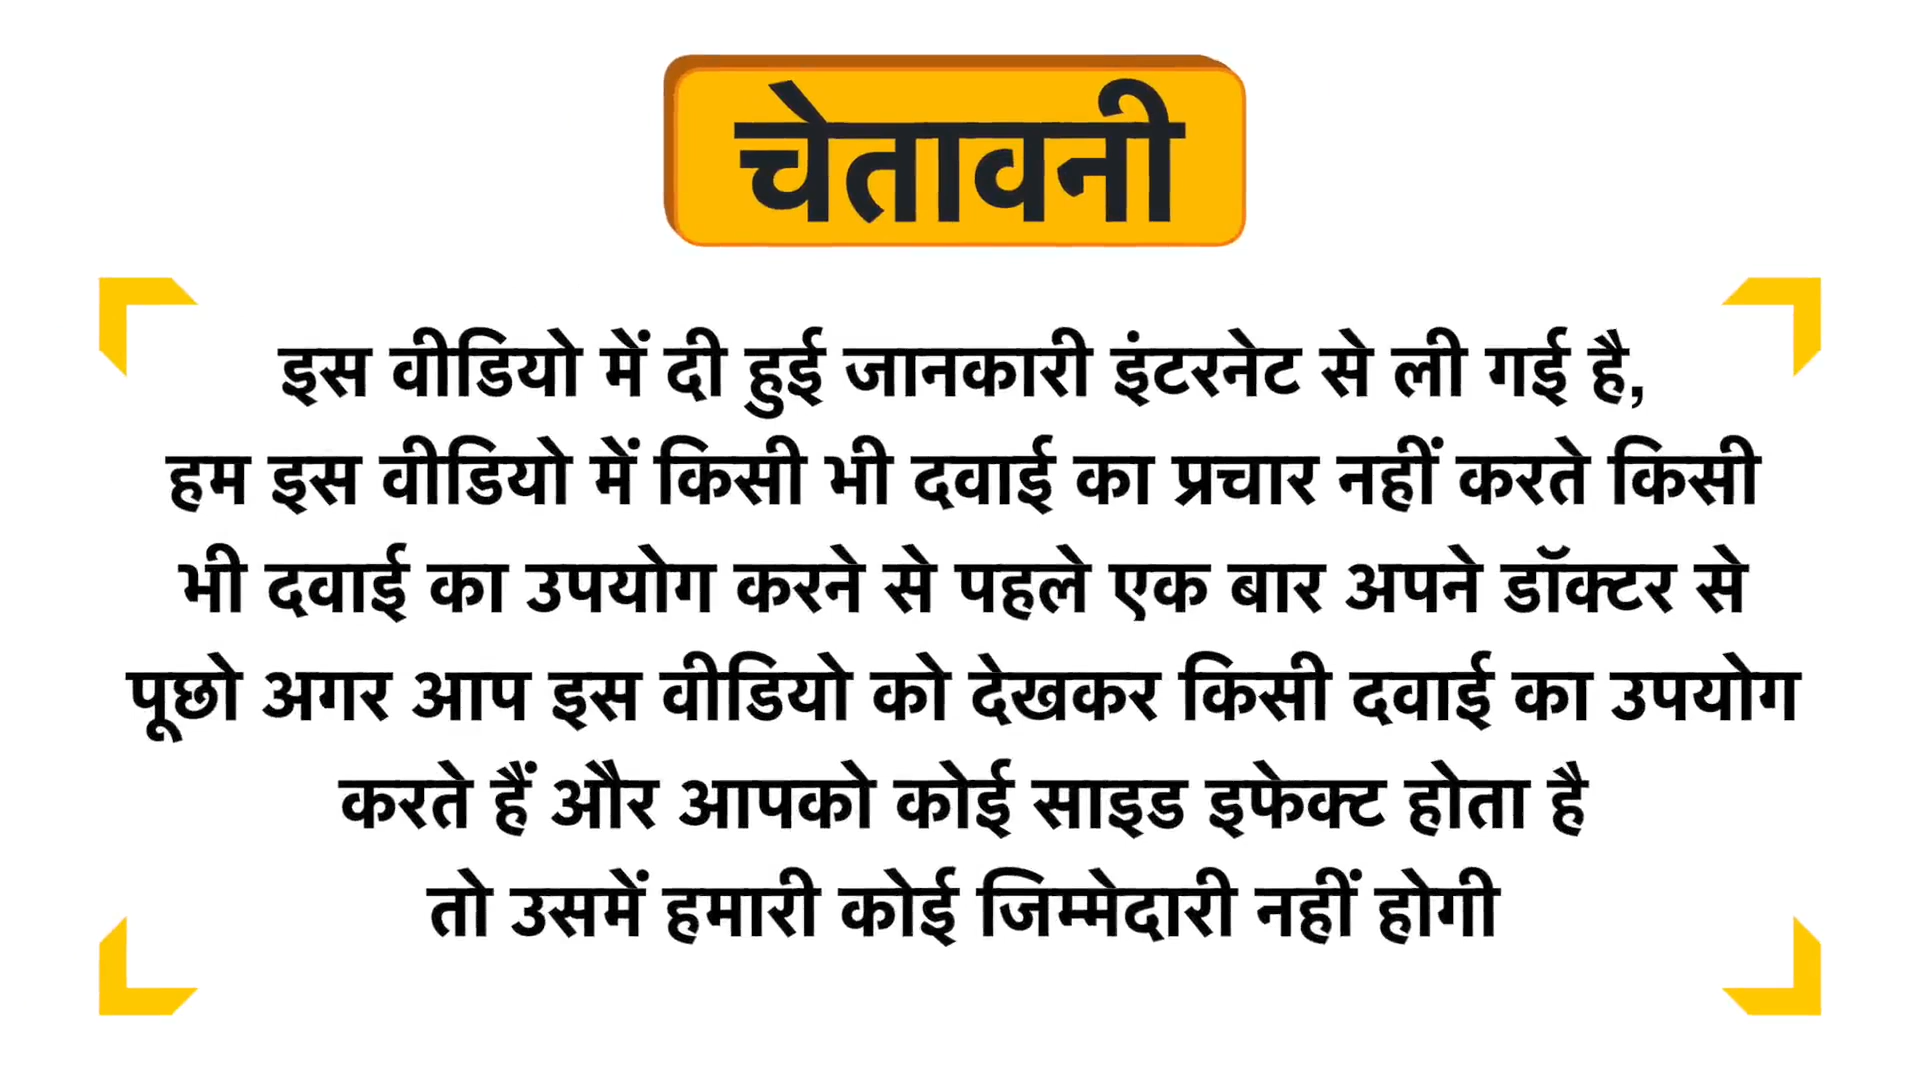 चेतावनी
इस वीडियो में दी हुई जानकारी इंटरनेट से ली गई है,
हम इस वीडियो में किसी भी दवाई का प्रचार नहीं करते किसी
भी दवाई का उपयोग करने से पहले एक बार अपने डॉक्टर से
पूछो अगर आप इस वीडियो को देखकर किसी दवाई का उपयोग
करते हैं और आपको कोई साइड इफेक्ट होता है
तो उसमें हमारी कोई जिम्मेदारी नहीं होगी